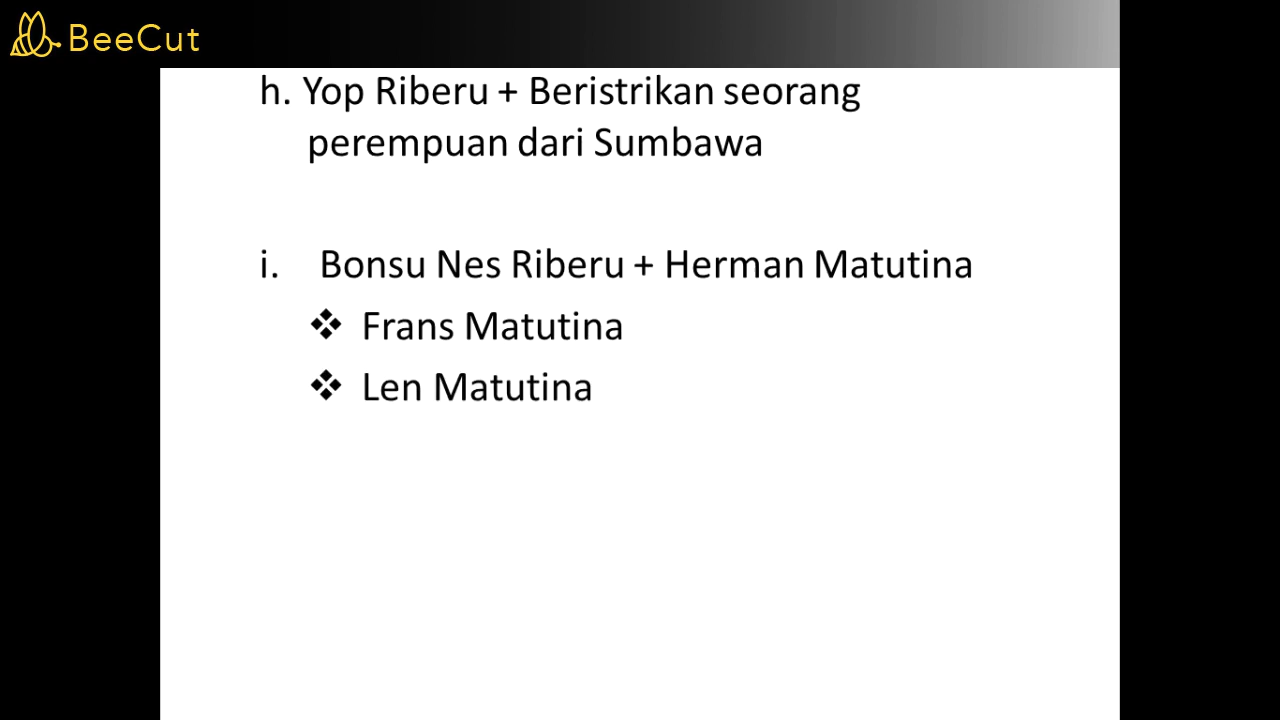 BeeCut
h. Yop Riberu + Beristrikan seorang
perempuan dari Sumbawa
i. Bonsu Nes Riberu + Herman Matutina
❖ Frans Matutina
❖ Len Matutina